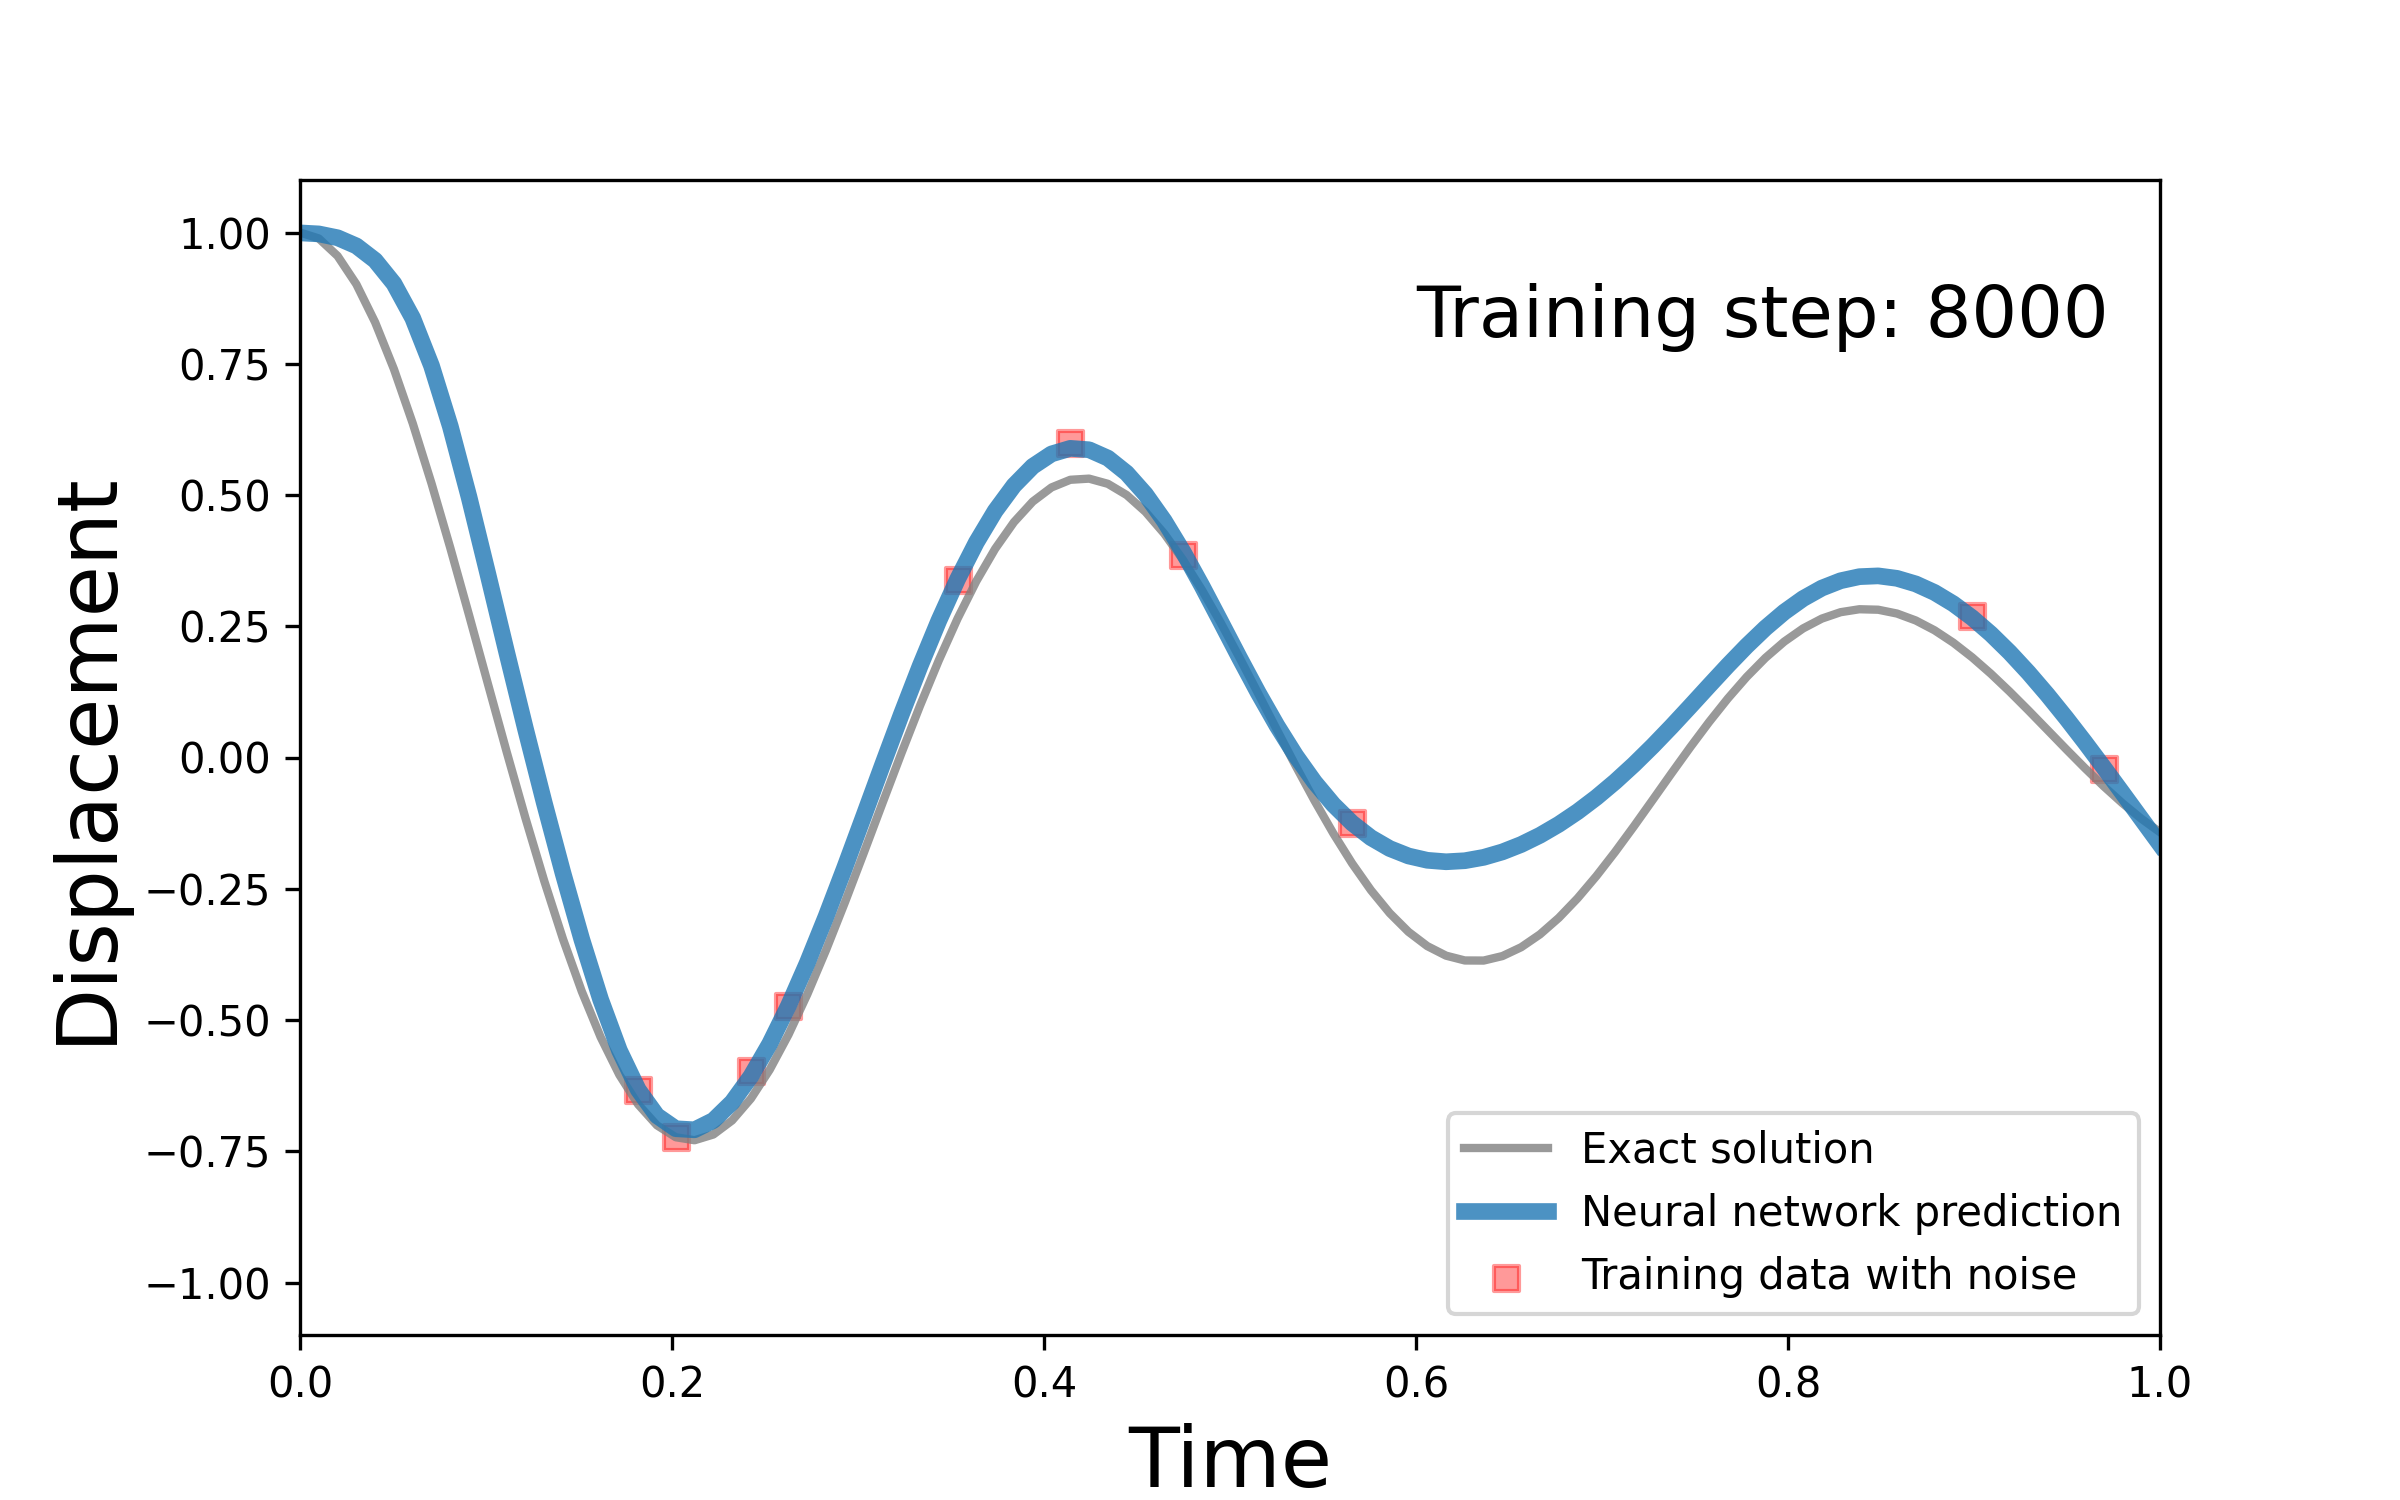 Training step: 8000
Displacement
1.00
0.75
0.50
0.25
0.00
−0.25
−0.50
−0.75
−1.00
Exact solution
Neural network prediction
Training data with noise
0.0 0.2 0.4 0.6 0.8 1.0
Time